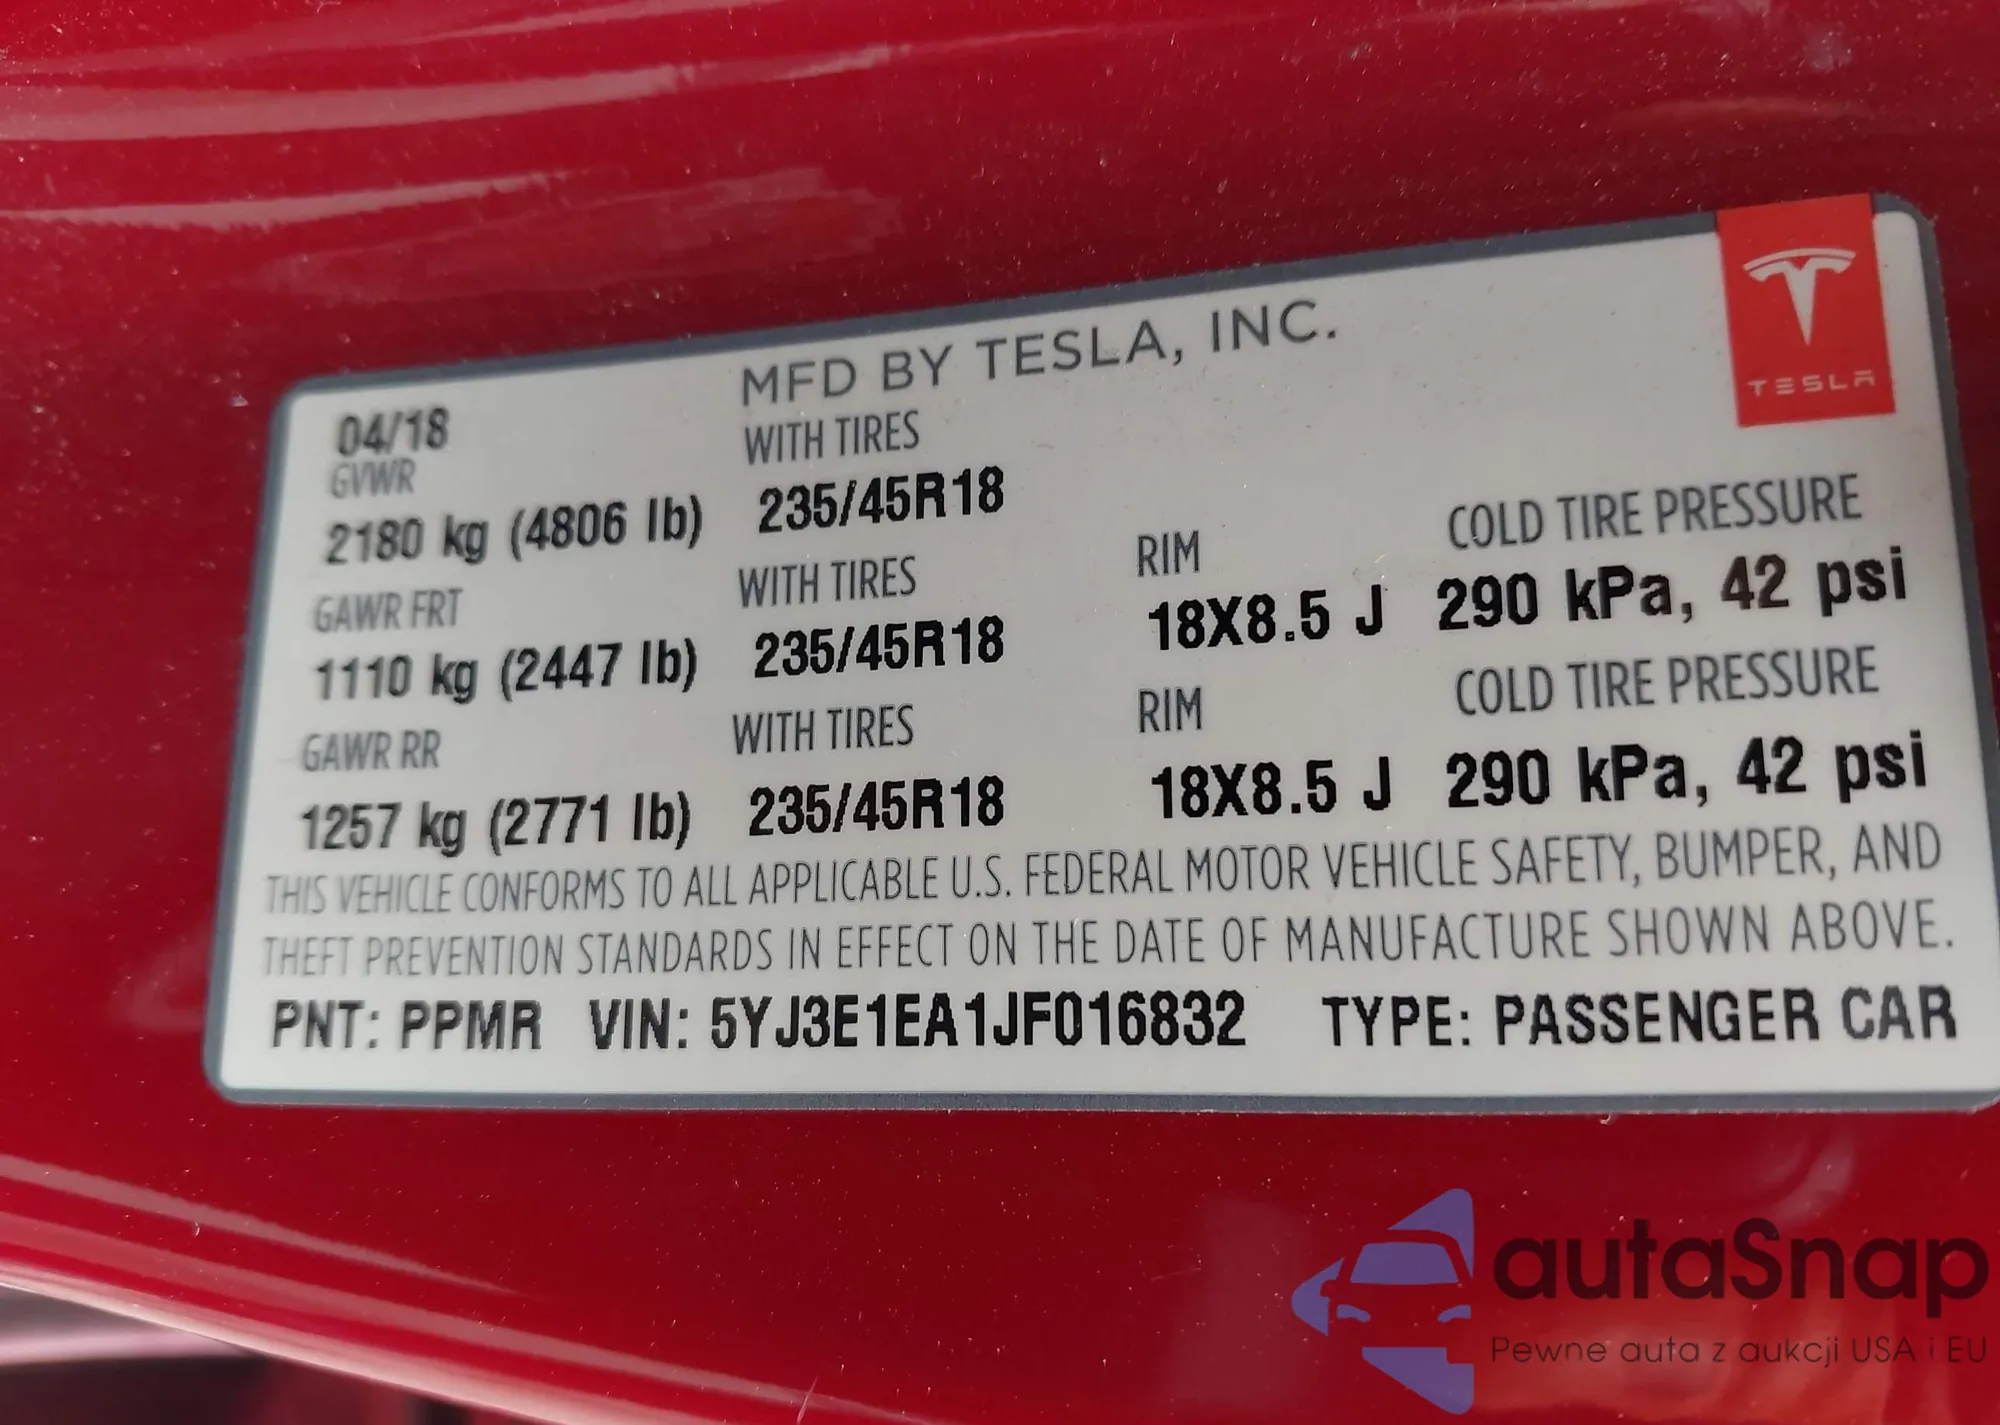 MFD BY TESLA, INC.
TESLA
04/18
GVWR WITH TIRES
2180 kg (4806 lb) 235/45R18
GAWR FRT WITH TIRES RIM COLD TIRE PRESSURE
1110 kg (2447 lb) 235/45R18 18X8.5 J 290 kPa, 42 psi
GAWR RR WITH TIRES RIM COLD TIRE PRESSURE
1257 kg (2771 lb) 235/45R18 18X8.5 J 290 kPa, 42 psi
THIS VEHICLE CONFORMS TO ALL APPLICABLE U.S. FEDERAL MOTOR VEHICLE SAFETY, BUMPER, AND
THEFT PREVENTION STANDARDS IN EFFECT ON THE DATE OF MANUFACTURE SHOWN ABOVE.
PNT: PPMR VIN: 5YJ3E1EA1JF016832 TYPE: PASSENGER CAR
autaSnap
Pewne auta z aukcji USA i EU